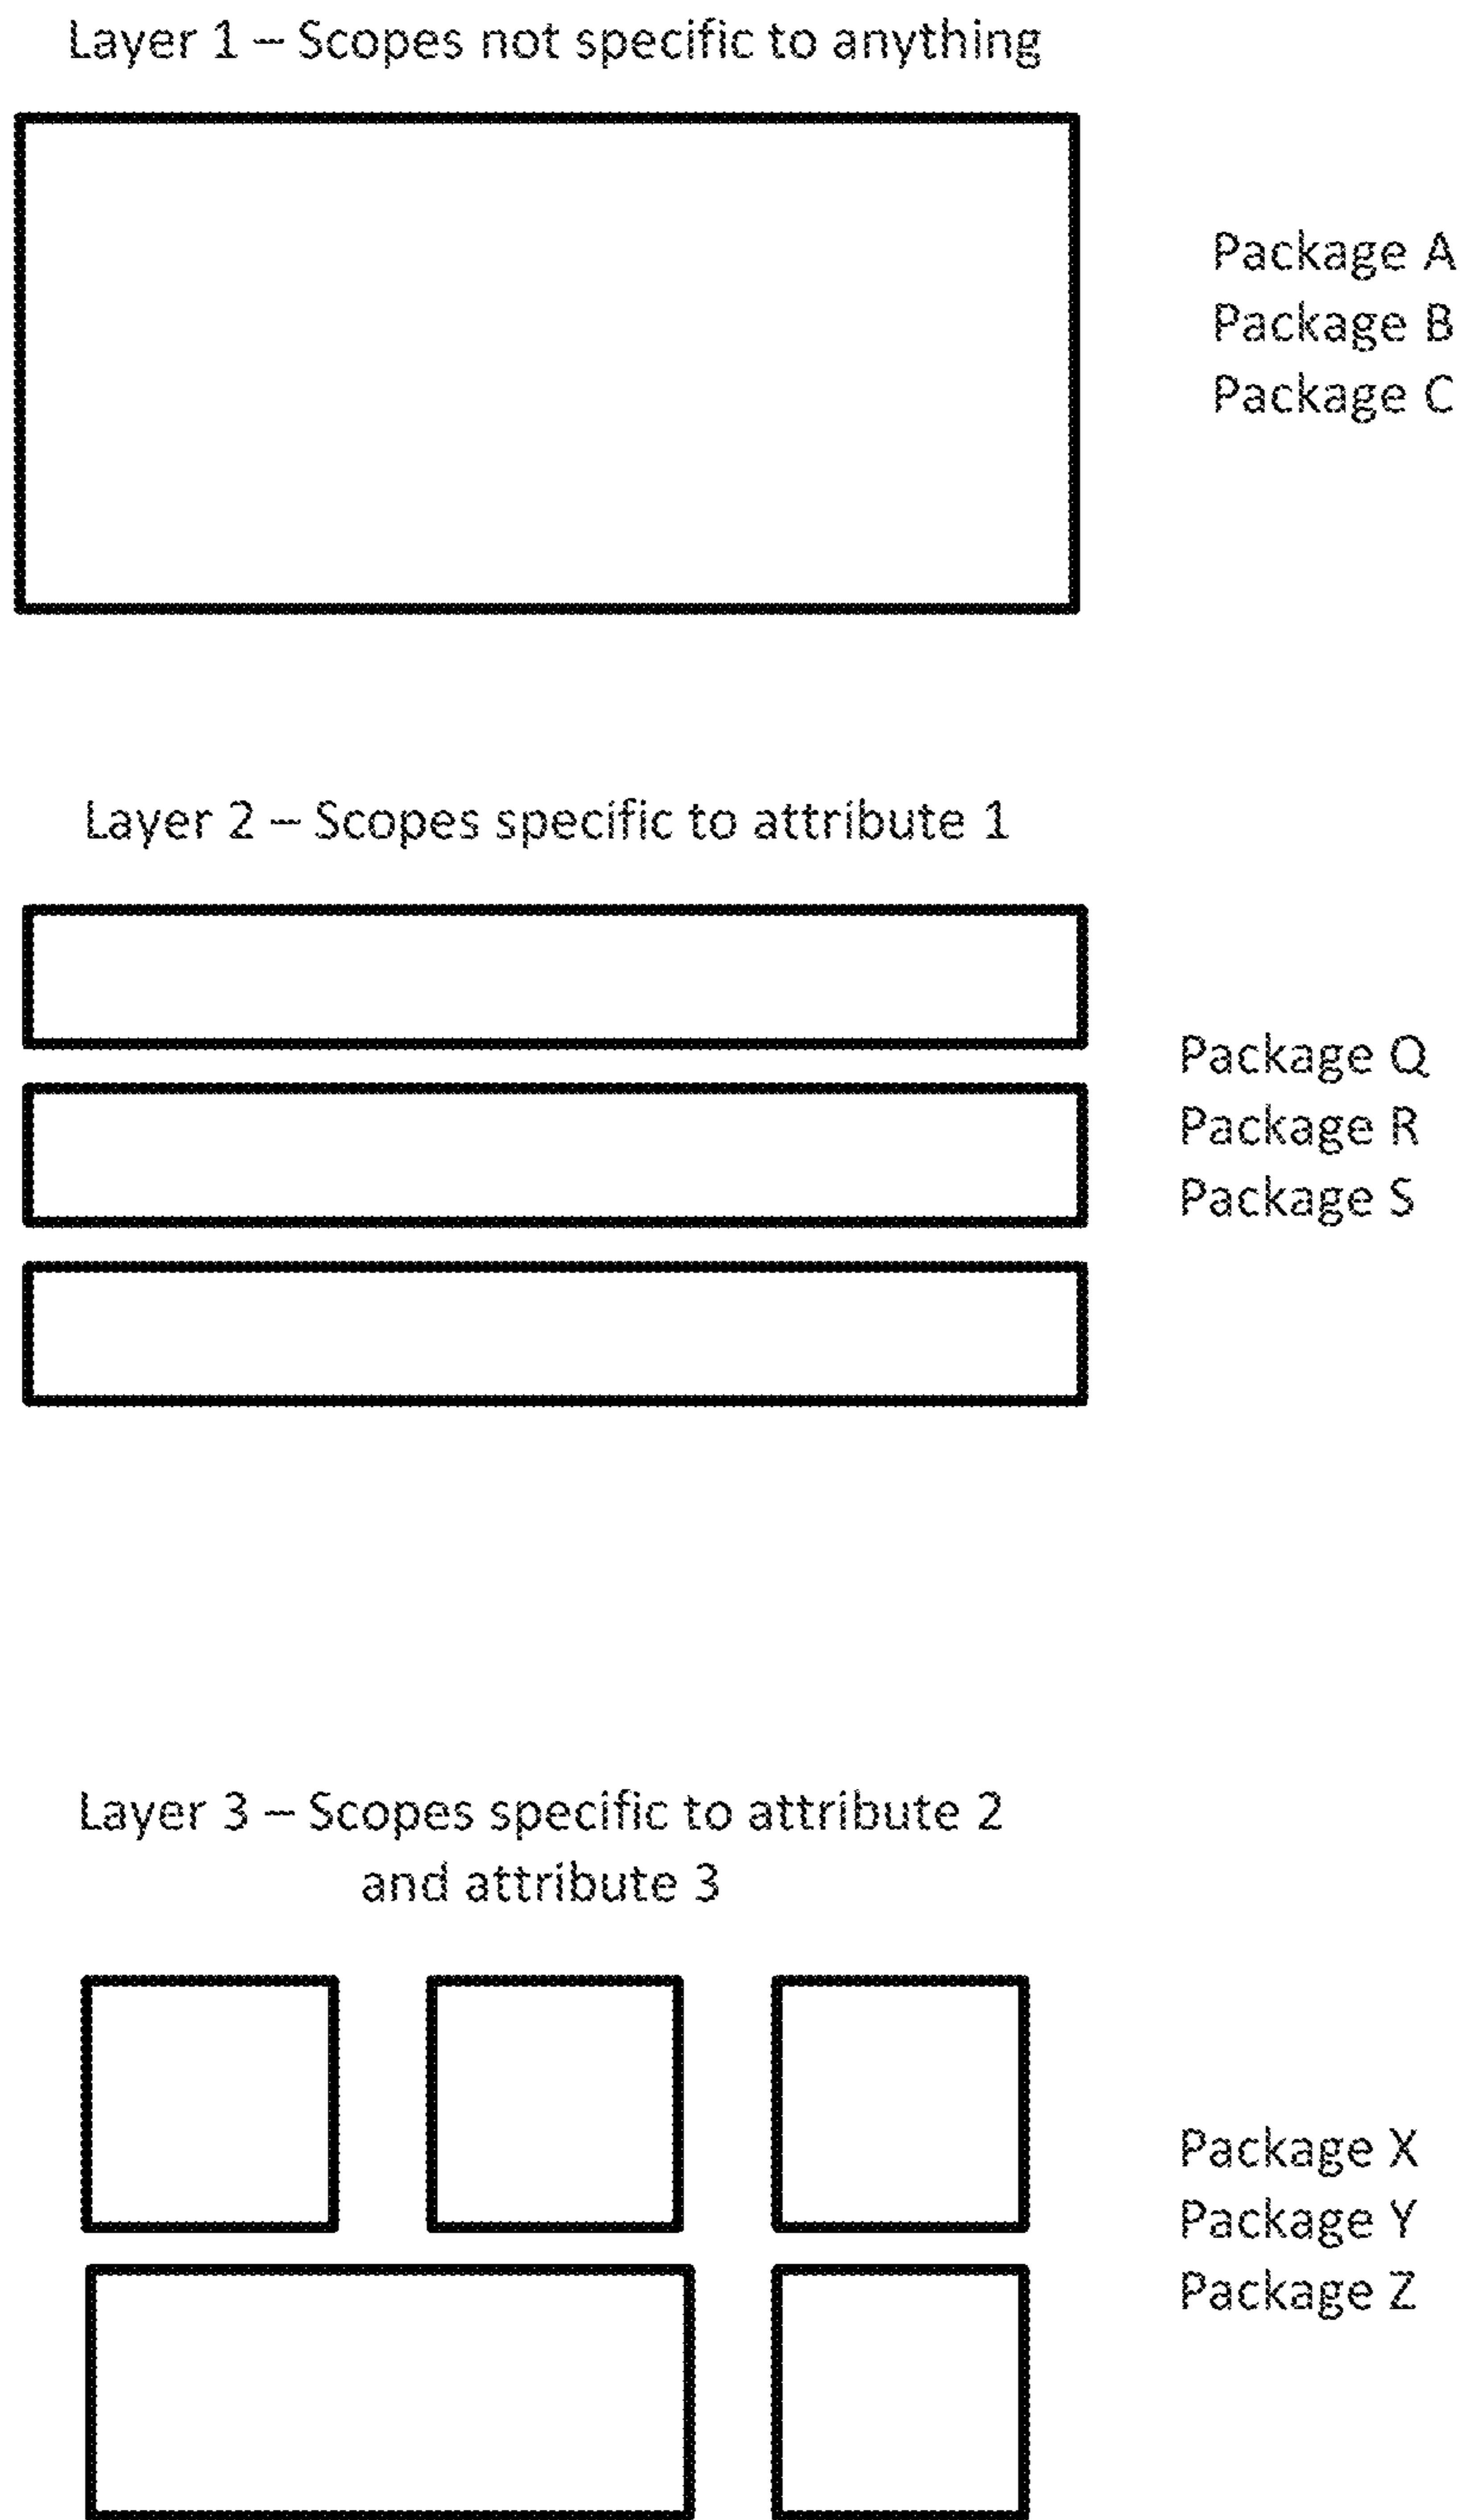 Layer 1 – Scopes not specific to anything
Package A
Package B
Package C
Layer 2 – Scopes specific to attribute 1
Package Q
Package R
Package S
Layer 3 – Scopes specific to attribute 2
and attribute 3
Package X
Package Y
Package Z